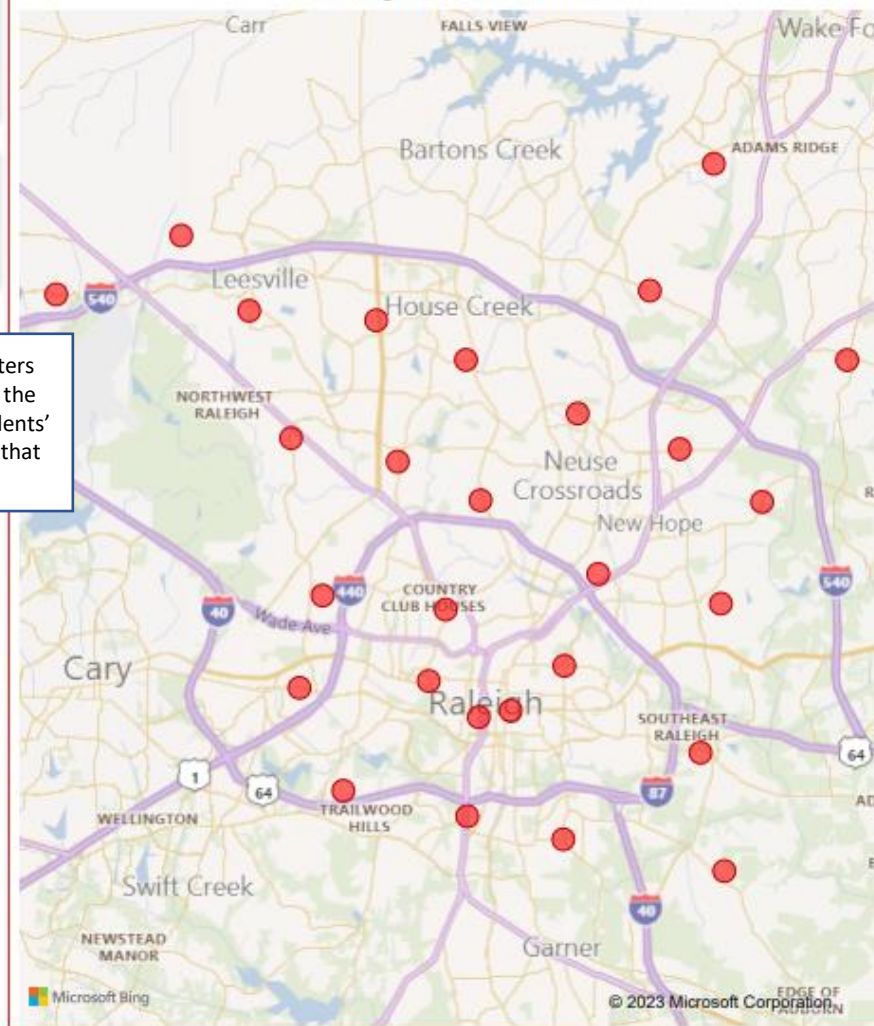 Carr
FALLS VIEW
Wake Fo
Bartons Creek
ADAMS RIDGE
Leesville
540
House Creek
ters
the
lents'
that
NORTHWEST
RALEIGH
Neuse
Crossroads
New Hope
R
COUNTRY
CLUB HOUSES
440
540
40
Wade Ave
Cary
Raleigh
SOUTHEAST
RALEIGH
64
1
64
87
AD
TRAILWOOD
HILLS
WELLINGTON
E
Swift Creek
40
NEWSTEAD
MANOR
Garner
Microsoft Bing
EDGE OF
AUBURN
© 2023 Microsoft Corporation